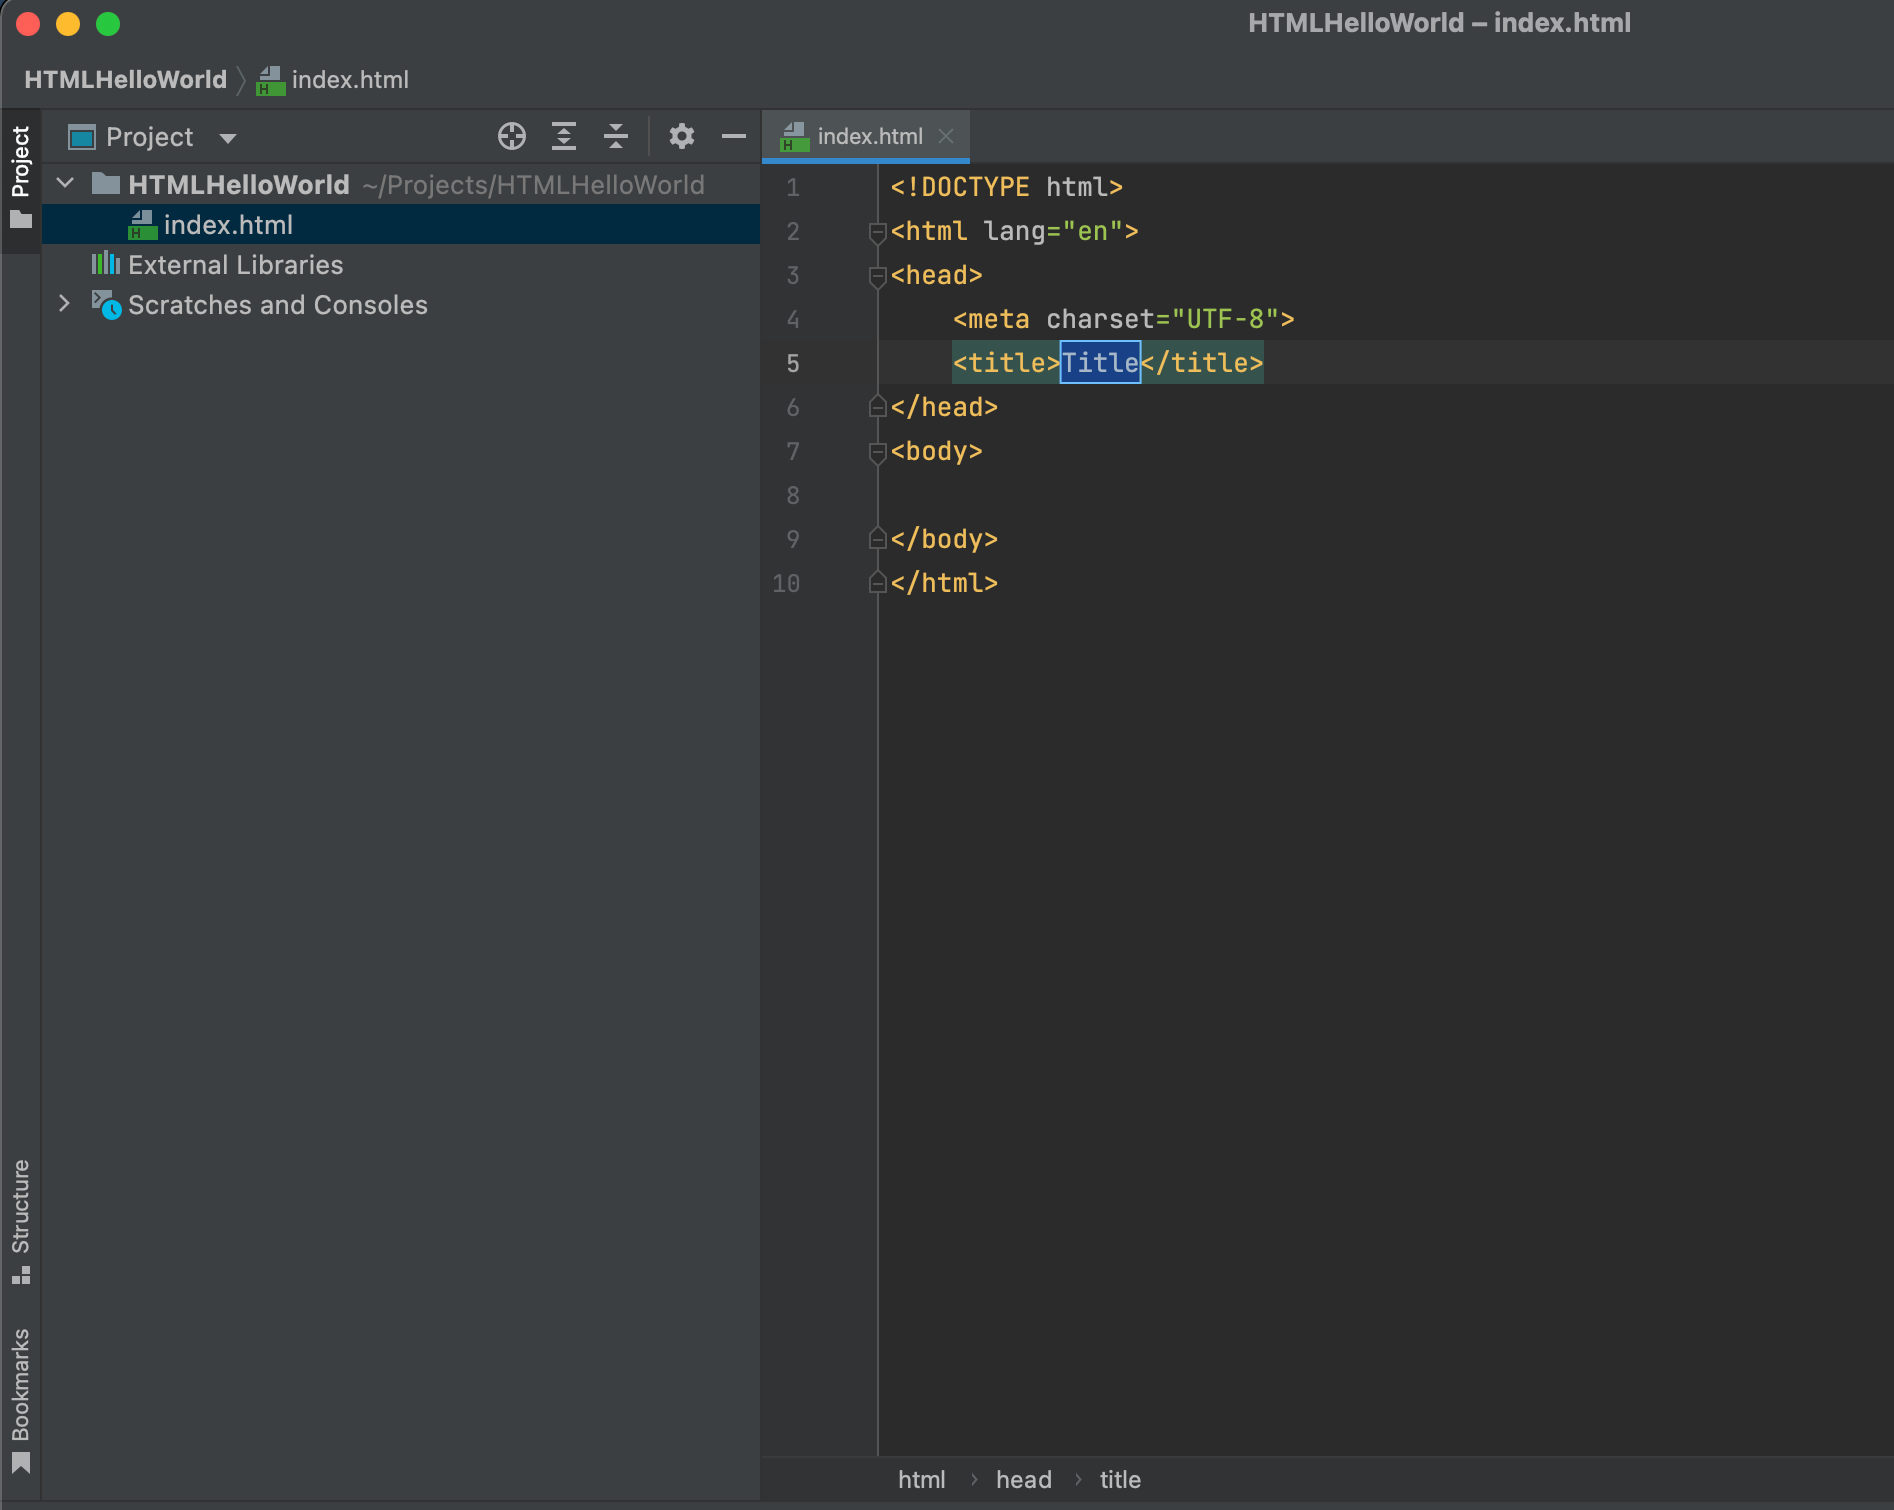 HTMLHelloWorld – index.html
HTMLHelloWorld index.html
Project
Project
index.html
HTMLHelloWorld ~/Projects/HTMLHelloWorld
index.html
External Libraries
Scratches and Consoles
1 <!DOCTYPE html>
2 <html lang="en">
3 <head>
4     <meta charset="UTF-8">
5     <title>Title</title>
6 </head>
7 <body>
8
9 </body>
10 </html>
Structure
Bookmarks
html › head › title